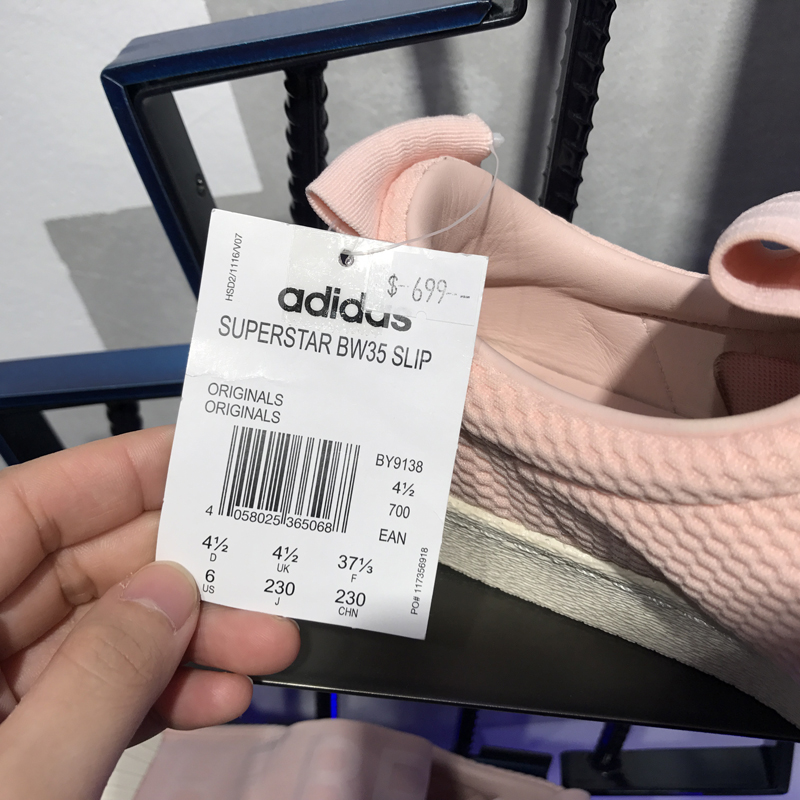 HSD2/1116/V07
$--699--
adidas
SUPERSTAR BW35 SLIP
ORIGINALS
ORIGINALS
BY9138
4½
700
EAN
4 058025 365068
4½ D
4½ UK
37⅓ F
6 US
230 J
230 CHN
PO# 117356918